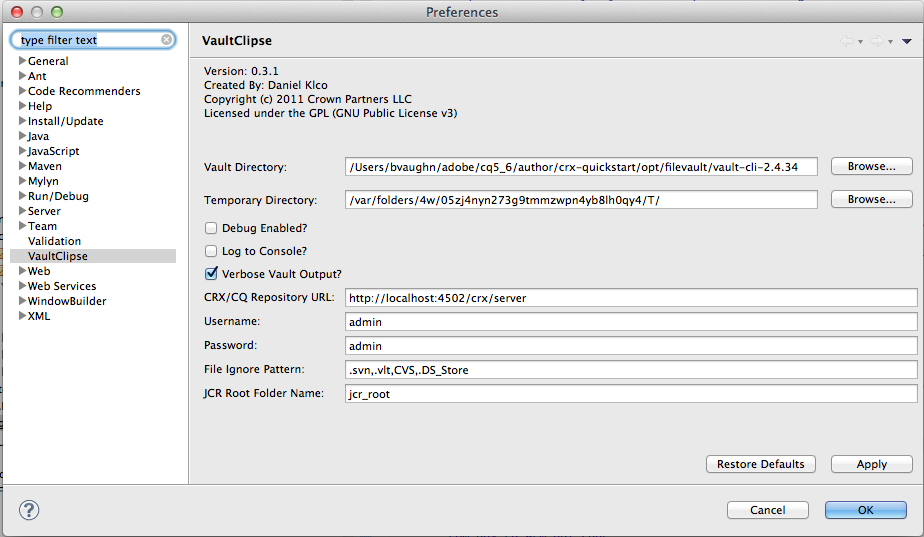 Preferences
type filter text
General
Ant
Code Recommenders
Help
Install/Update
Java
JavaScript
Maven
Mylyn
Run/Debug
Server
Team
Validation
VaultClipse
Web
Web Services
WindowBuilder
XML
VaultClipse
Version: 0.3.1
Created By: Daniel Klco
Copyright (c) 2011 Crown Partners LLC
Licensed under the GPL (GNU Public License v3)
Vault Directory: /Users/bvaughn/adobe/cq5_6/author/crx-quickstart/opt/filevault/vault-cli-2.4.34 Browse...
Temporary Directory: /var/folders/4w/05zj4nyn273g9tmmzwpn4yb8lh0qy4/T/ Browse...
Debug Enabled?
Log to Console?
Verbose Vault Output?
CRX/CQ Repository URL: http://localhost:4502/crx/server
Username: admin
Password: admin
File Ignore Pattern: .svn,.vlt,CVS,.DS_Store
JCR Root Folder Name: jcr_root
Restore Defaults Apply
? Cancel OK